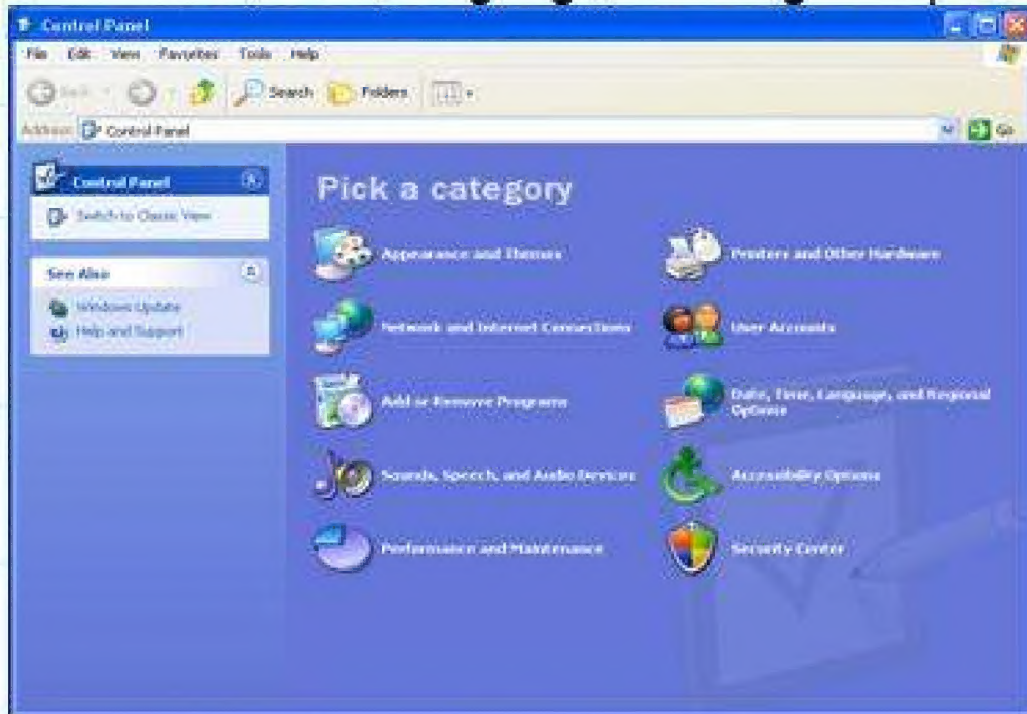 Control Panel
File Edit View Favorites Tools Help
Back Search Folders
Address Control Panel Go
Control Panel
Switch to Classic View
See Also
Windows Update
Help and Support
Pick a category
Appearance and Themes
Printers and Other Hardware
Network and Internet Connections
User Accounts
Add or Remove Programs
Date, Time, Language, and Regional
Options
Sounds, Speech, and Audio Devices
Accessibility Options
Performance and Maintenance
Security Center